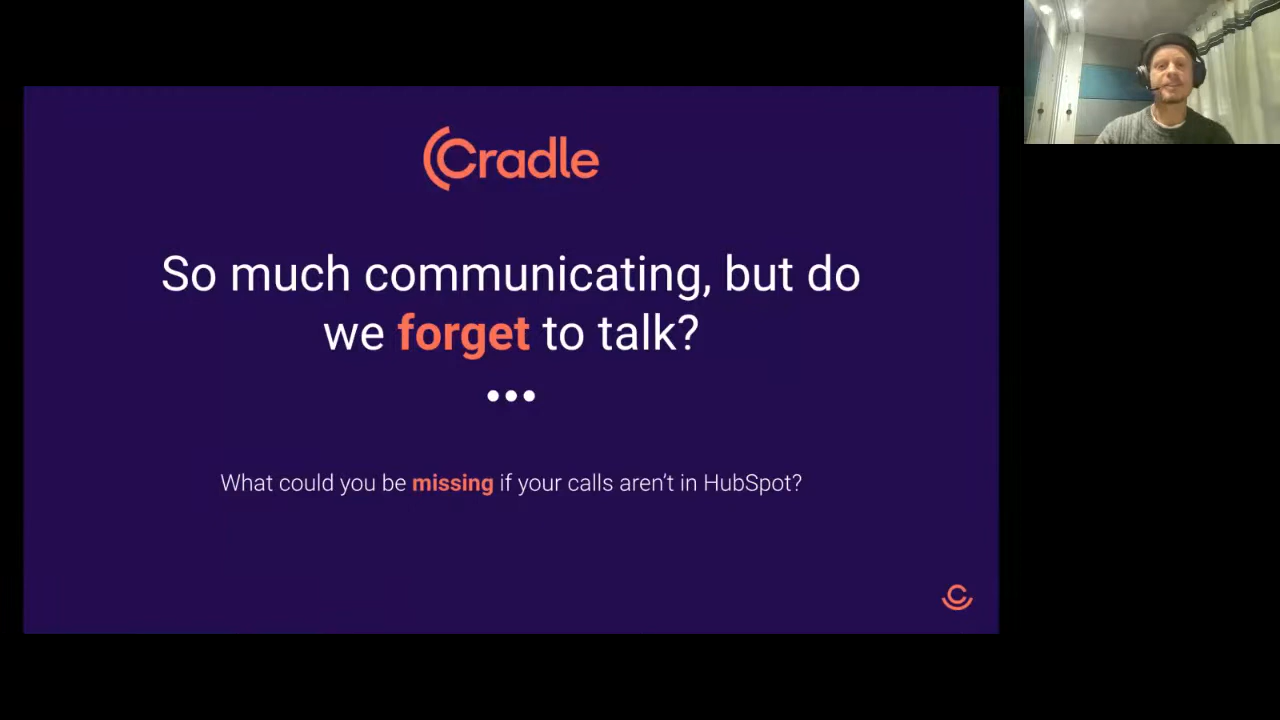 Cradle
So much communicating, but do
we forget to talk?
•••
What could you be missing if your calls aren't in HubSpot?